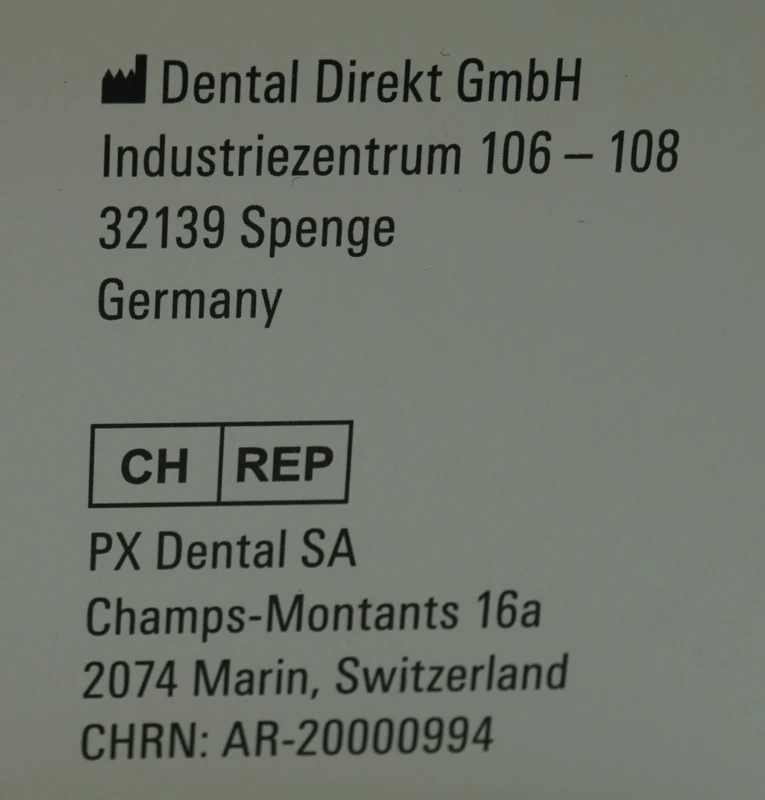 Dental Direkt GmbH
Industriezentrum 106 – 108
32139 Spenge
Germany
CH REP
PX Dental SA
Champs-Montants 16a
2074 Marin, Switzerland
CHRN: AR-20000994